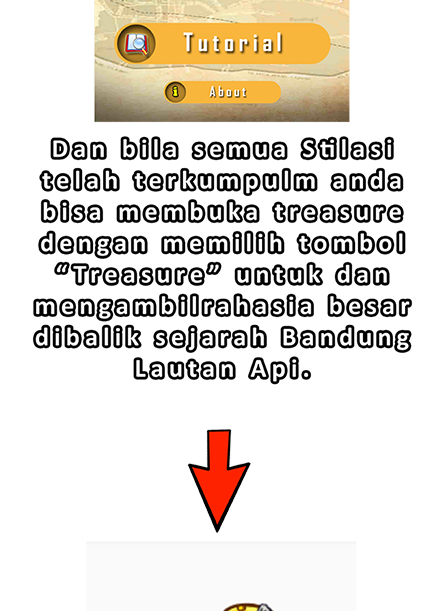 Tutorial
About
Dan bila semua Stilasi
telah terkumpulm anda
bisa membuka treasure
dengan memilih tombol
“Treasure” untuk dan
mengambilrahasia besar
dibalik sejarah Bandung
Lautan Api.